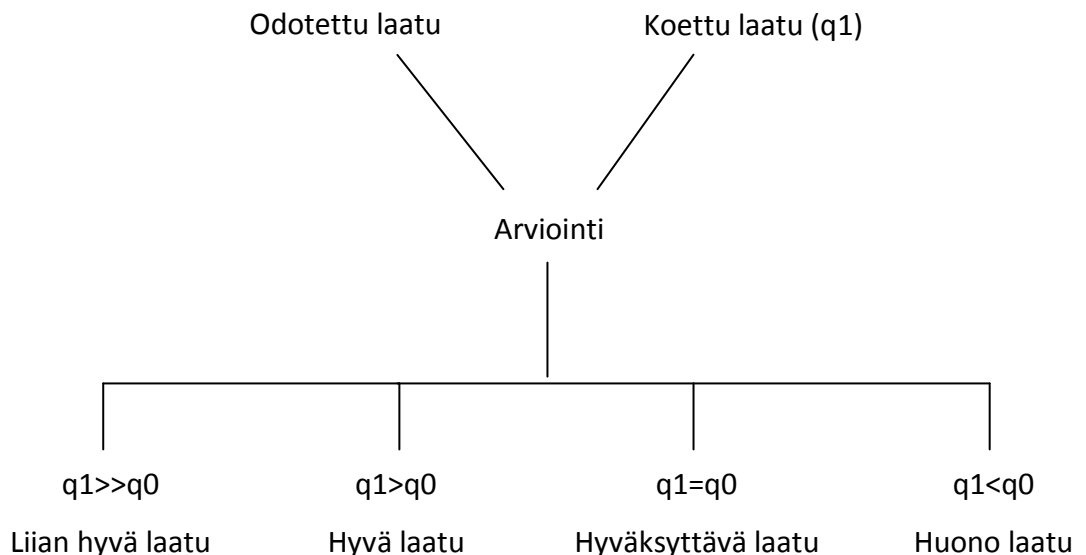 Odotettu laatu Koettu laatu (q1)
Arviointi
q1>>q0 q1>q0 q1=q0 q1<q0
Liian hyvä laatu Hyvä laatu Hyväksyttävä laatu Huono laatu